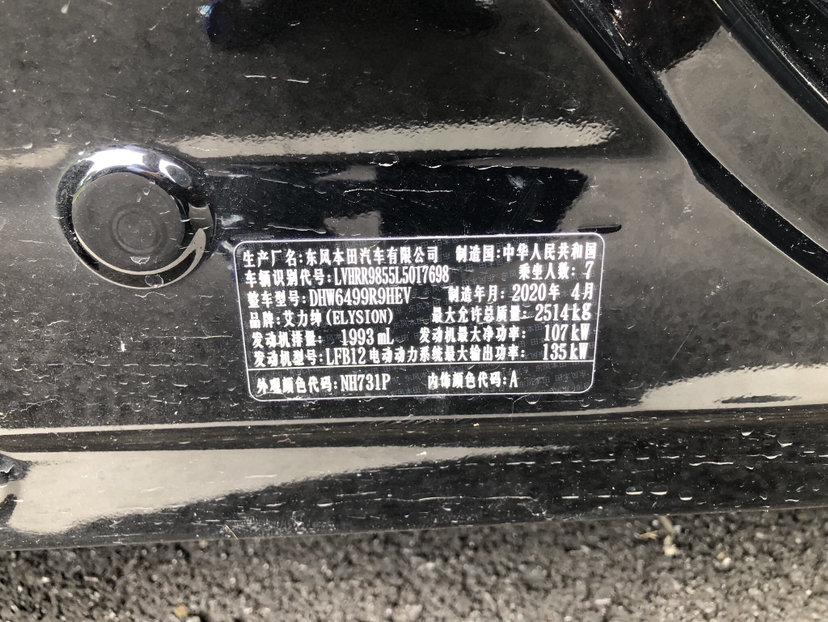 生产厂名:东风本田汽车有限公司 制造国:中华人民共和国
车辆识别代号:LVHRR9855L5017698 乘坐人数:7
整车型号:DHW6499R9HEV 制造年月:2020年4月
品牌:艾力绅(ELYSION) 最大允许总质量:2514kg
发动机排量:1993mL 发动机最大净功率:107kW
发动机型号:LFB12 电动动力系统最大输出功率:135kW
外观颜色代码:NH731P 内饰颜色代码:A